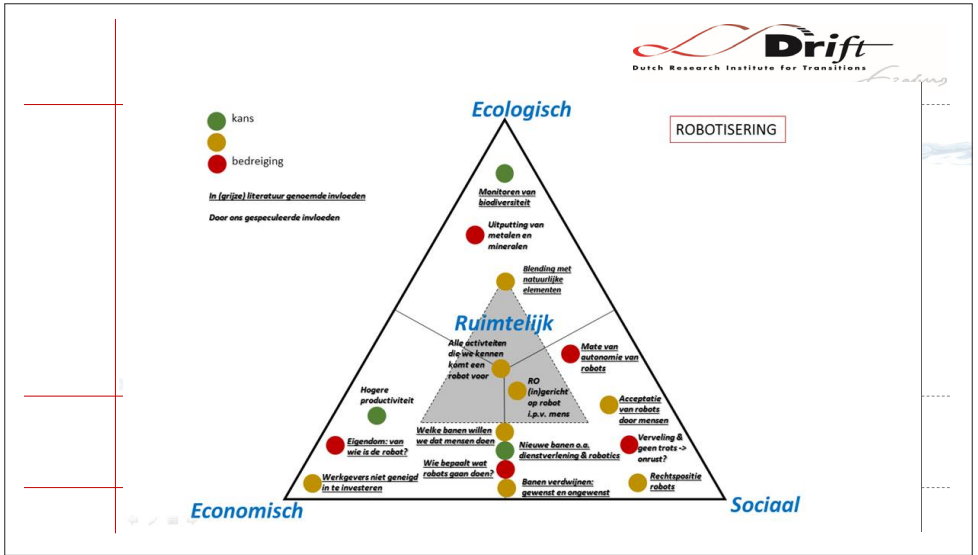 Drift
Dutch Research Institute for Transitions
Erasmus
ROBOTISERING
kans
bedreiging
In (grijze) literatuur genoemde invloeden
Door ons gespeculeerde invloeden
Ecologisch
Monitoren van
biodiversiteit
Uitputting van
metalen en
mineralen
Blending met
natuurlijke
elementen
Ruimtelijk
Alle activteiten
die we kennen
komt een
robot voor
RO
(in)gericht
op robot
i.p.v. mens
Mate van
autonomie van
robots
Acceptatie
van robots
door mensen
Verveling &
geen trots ->
onrust?
Rechtspositie
robots
Hogere
productiviteit
Eigendom: van
wie is de robot?
Werkgevers niet geneigd
in te investeren
Welke banen willen
we dat mensen doen
Nieuwe banen o.a.
dienstverlening & robotics
Wie bepaalt wat
robots gaan doen?
Banen verdwijnen:
gewenst en ongewenst
Economisch
Sociaal